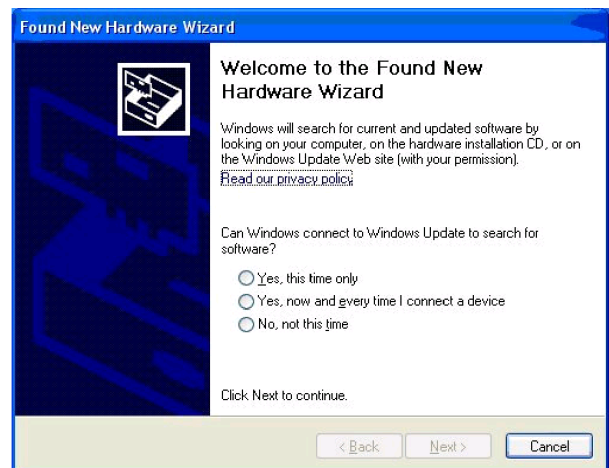 Found New Hardware Wizard
Welcome to the Found New
Hardware Wizard
Windows will search for current and updated software by
looking on your computer, on the hardware installation CD, or on
the Windows Update Web site (with your permission).
Read our privacy policy
Can Windows connect to Windows Update to search for
software?
Yes, this time only
Yes, now and every time I connect a device
No, not this time
Click Next to continue.
< Back
Next >
Cancel